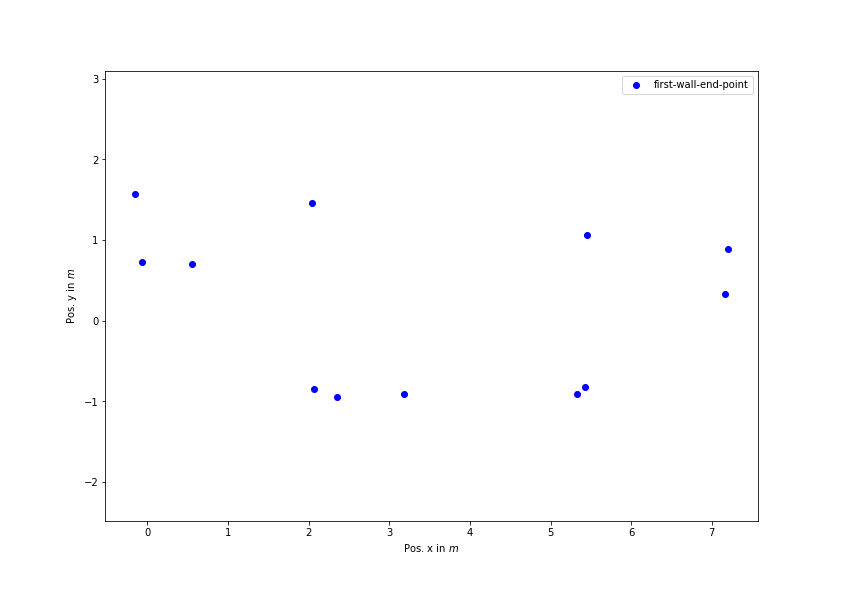 first-wall-end-point
3
2
1
0
−1
−2
Pos. y in m
0 1 2 3 4 5 6 7
Pos. x in m